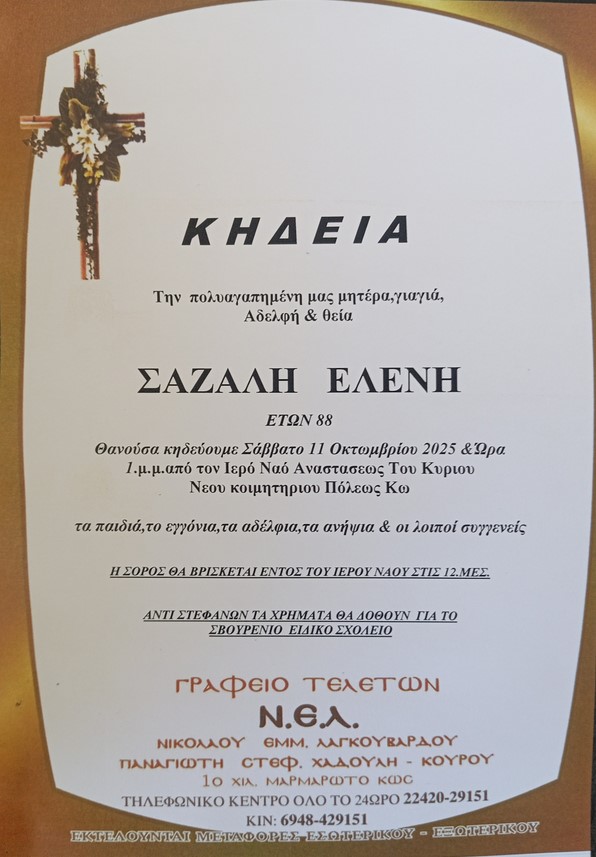 ΚΗΔΕΙΑ
Την πολυαγαπημένη μας μητέρα,γιαγιά,
Αδελφή & θεία
ΣΑΖΑΛΗ ΕΛΕΝΗ
ΕΤΩΝ 88
Θανούσα κηδεύουμε Σάββατο 11 Οκτωμβρίου 2025 &Ώρα
1.μ.μ.από τον Ιερό Ναό Αναστασεως Του Κυριου
Νεου κοιμητηριου Πόλεως Κω
τα παιδιά,το εγγόνια,τα αδέλφια,τα ανήψια & οι λοιποί συγγενείς
Η ΣΟΡΟΣ ΘΑ ΒΡΙΣΚΕΤΑΙ ΕΝΤΟΣ ΤΟΥ ΙΕΡΟΥ ΝΑΟΥ ΣΤΙΣ 12.ΜΕΣ.
ΑΝΤΙ ΣΤΕΦΑΝΩΝ ΤΑ ΧΡΗΜΑΤΑ ΘΑ ΔΟΘΟΥΝ ΓΙΑ ΤΟ
ΣΒΟΥΡΕΝΙΟ ΕΙΔΙΚΟ ΣΧΟΛΕΙΟ
ΓΡΑΦΕΙΟ ΤΕΛΕΤΩΝ
Ν.Ε.Λ.
ΝΙΚΟΛΑΟΥ ΕΜΜ. ΛΑΓΚΟΥΒΑΡΔΟΥ
ΠΑΝΑΓΙΩΤΗ ΣΤΕΦ. ΧΑΔΟΥΛΗ - ΚΟΥΡΟΥ
1ο ΧΙΛ. ΜΑΡΜΑΡΩΤΟ ΚΩΣ
ΤΗΛΕΦΩΝΙΚΟ ΚΕΝΤΡΟ ΟΛΟ ΤΟ 24ΩΡΟ 22420-29151
ΚΙΝ: 6948-429151
ΕΚΤΕΛΟΥΝΤΑΙ ΜΕΤΑΦΟΡΕΣ ΕΣΩΤΕΡΙΚΟΥ - ΕΞΩΤΕΡΙΚΟΥ